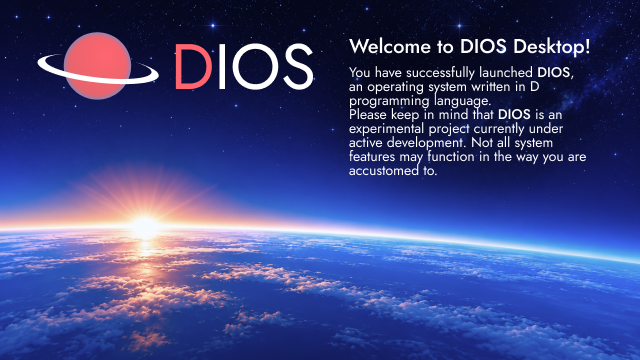 DIOS
Welcome to DIOS Desktop!
You have successfully launched DIOS,
an operating system written in D
programming language.
Please keep in mind that DIOS is an
experimental project currently under
active development. Not all system
features may function in the way you are
accustomed to.